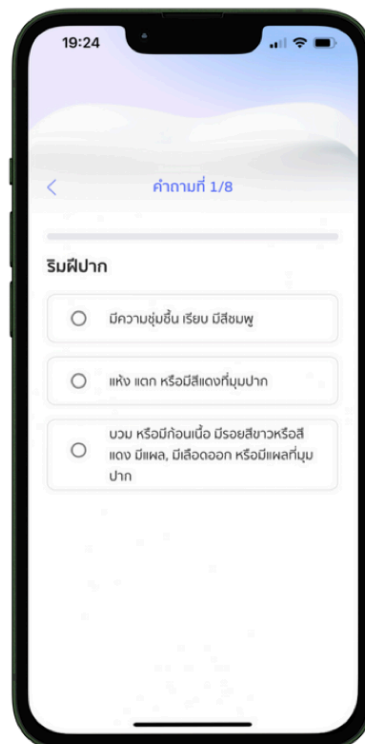 19:24
คำถามที่ 1/8
ริมฝีปาก
มีความชุ่มชื้น เรียบ มีสีชมพู
แห้ง แตก หรือมีสีแดงที่มุมปาก
บวม หรือมีก้อนเนื้อ มีรอยสีขาวหรือสี
แดง มีแผล, มีเลือดออก หรือมีแผลที่มุม
ปาก